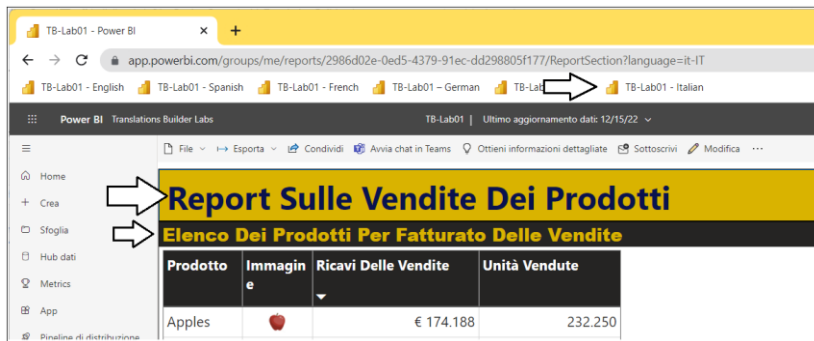 TB-Lab01 - Power BI
app.powerbi.com/groups/me/reports/2986d02e-0ed5-4379-91ec-dd298805f177/ReportSection?language=it-IT
TB-Lab01 - English TB-Lab01 - Spanish TB-Lab01 - French TB-Lab01 – German TB-Lab TB-Lab01 - Italian
Power BI Translations Builder Labs TB-Lab01 | Ultimo aggiornamento dati: 12/15/22
File Esporta Condividi Avvia chat in Teams Ottieni informazioni dettagliate Sottoscrivi Modifica ...
Home
Crea
Sfoglia
Hub dati
Metrics
App
Pipeline di distribuzione
Report Sulle Vendite Dei Prodotti
Elenco Dei Prodotti Per Fatturato Delle Vendite
Prodotto Immagin Ricavi Delle Vendite Unità Vendute
e
Apples € 174.188 232.250